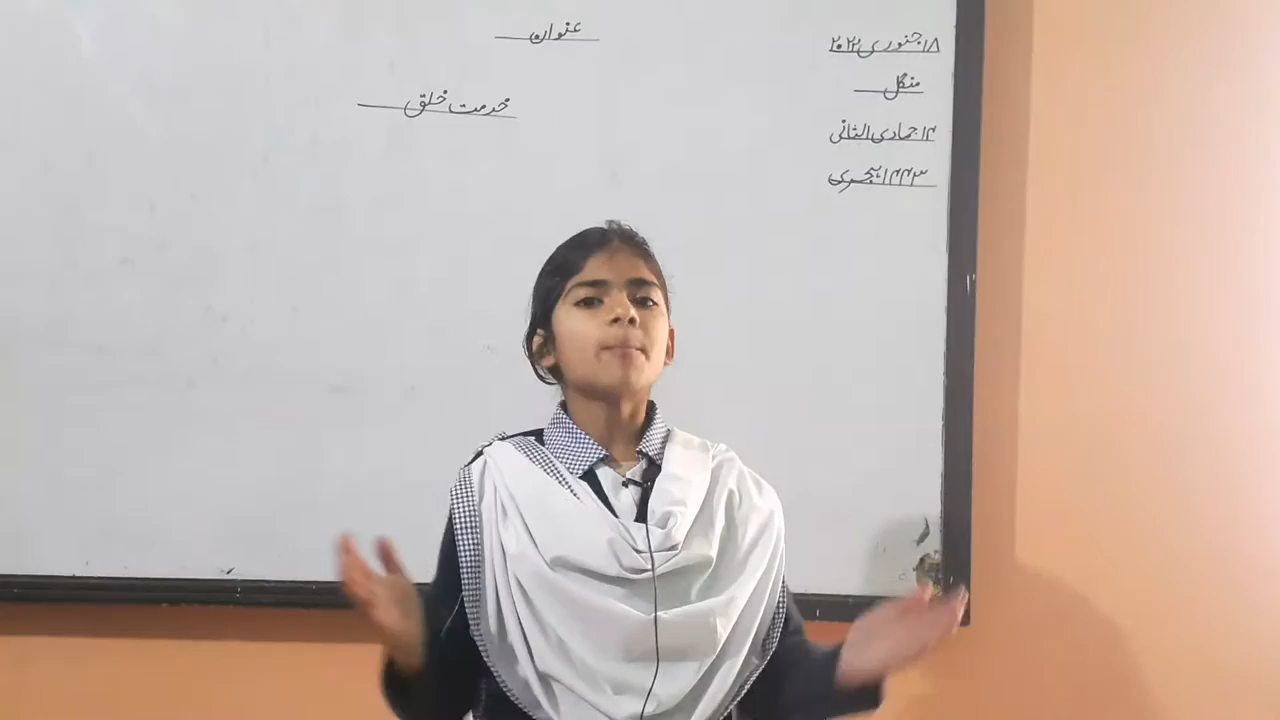 عنوان
خدمت خلق
۱۸ جنوری ۲۰۲۲
منگل
۱۴ جمادی الثانی
۱۴۴۳ ہجری